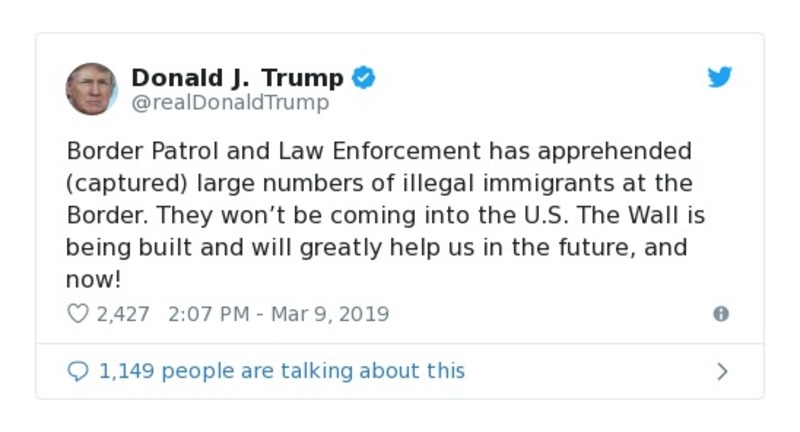 Donald J. Trump
@realDonaldTrump
Border Patrol and Law Enforcement has apprehended
(captured) large numbers of illegal immigrants at the
Border. They won’t be coming into the U.S. The Wall is
being built and will greatly help us in the future, and
now!
2,427 2:07 PM - Mar 9, 2019
1,149 people are talking about this